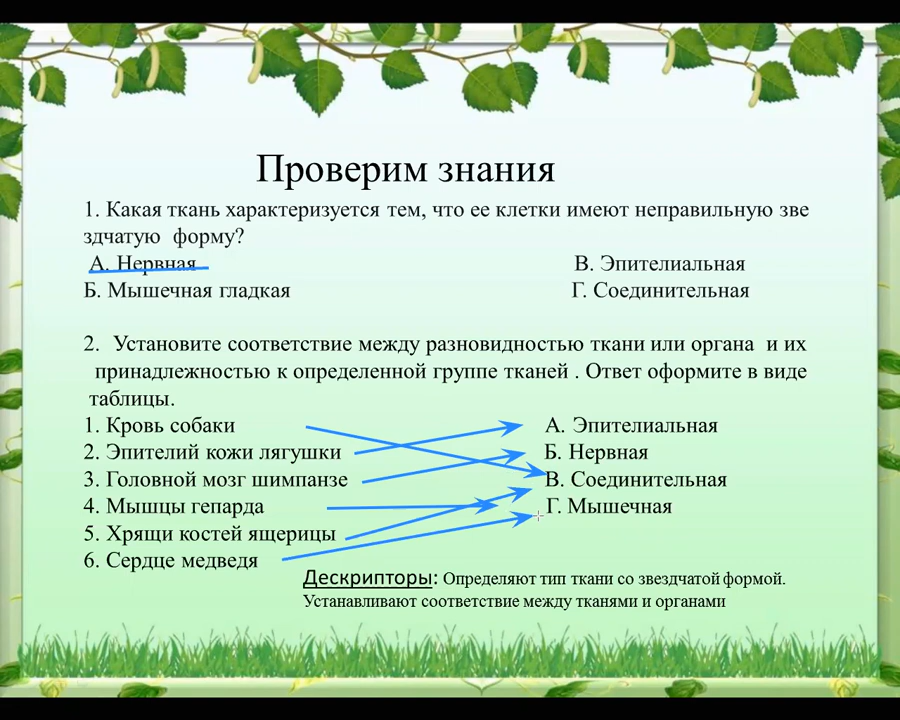 Проверим знания
1. Какая ткань характеризуется тем, что ее клетки имеют неправильную зве
здчатую форму?
А. Нервная В. Эпителиальная
Б. Мышечная гладкая Г. Соединительная
2. Установите соответствие между разновидностью ткани или органа и их
принадлежностью к определенной группе тканей . Ответ оформите в виде
таблицы.
1. Кровь собаки А. Эпителиальная
2. Эпителий кожи лягушки Б. Нервная
3. Головной мозг шимпанзе В. Соединительная
4. Мышцы гепарда Г. Мышечная
5. Хрящи костей ящерицы
6. Сердце медведя
Дескрипторы: Определяют тип ткани со звездчатой формой.
Устанавливают соответствие между тканями и органами